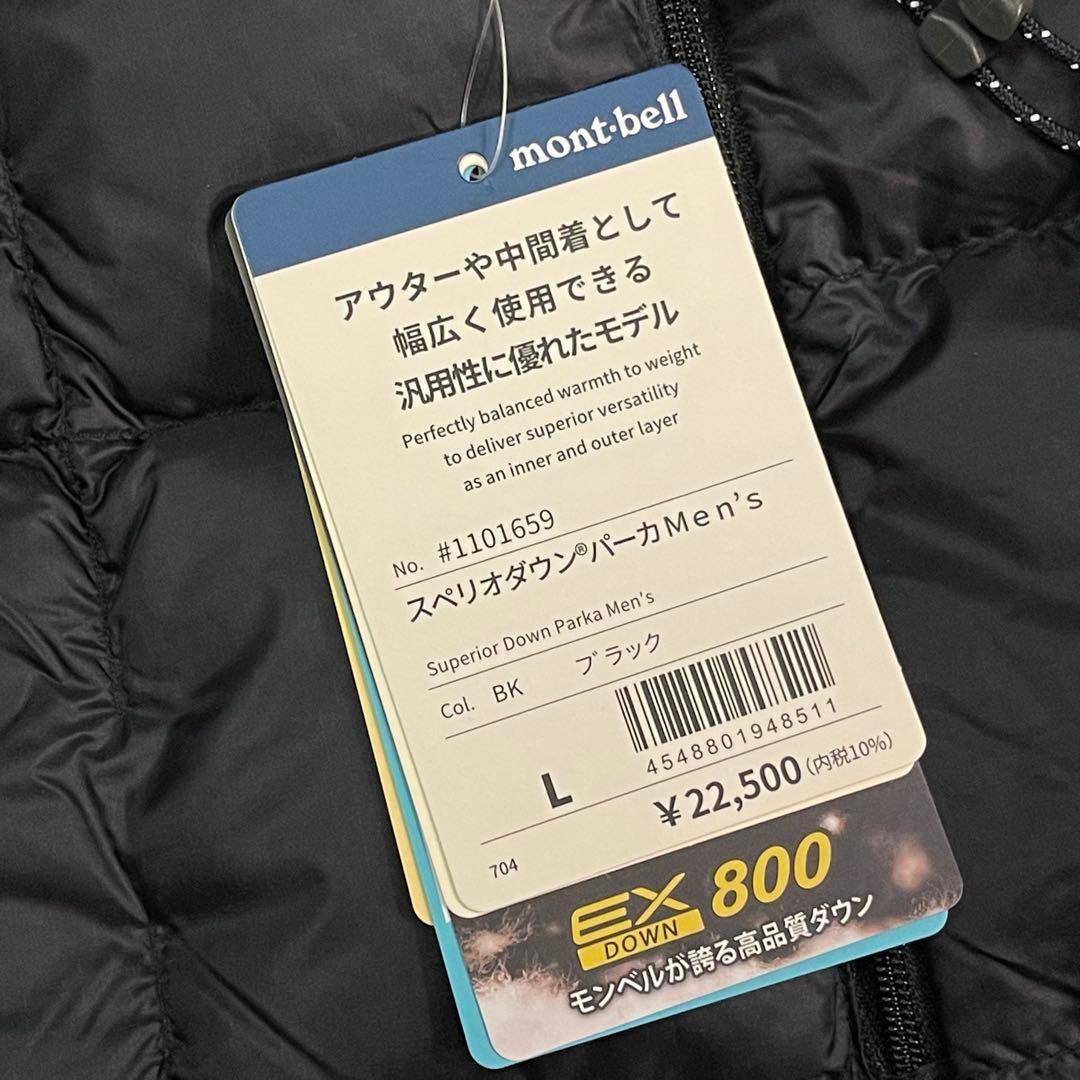 mont·bell
アウターや中間着として
幅広く使用できる
汎用性に優れたモデル
Perfectly balanced warmth to weight
to deliver superior versatility
as an inner and outer layer
No. #1101659
スペリオダウン®パーカMen's
Superior Down Parka Men's
Col. BK ブラック
4548801948511
L ¥22,500(内税10%)
704
EX 800
DOWN
モンベルが誇る高品質ダウン